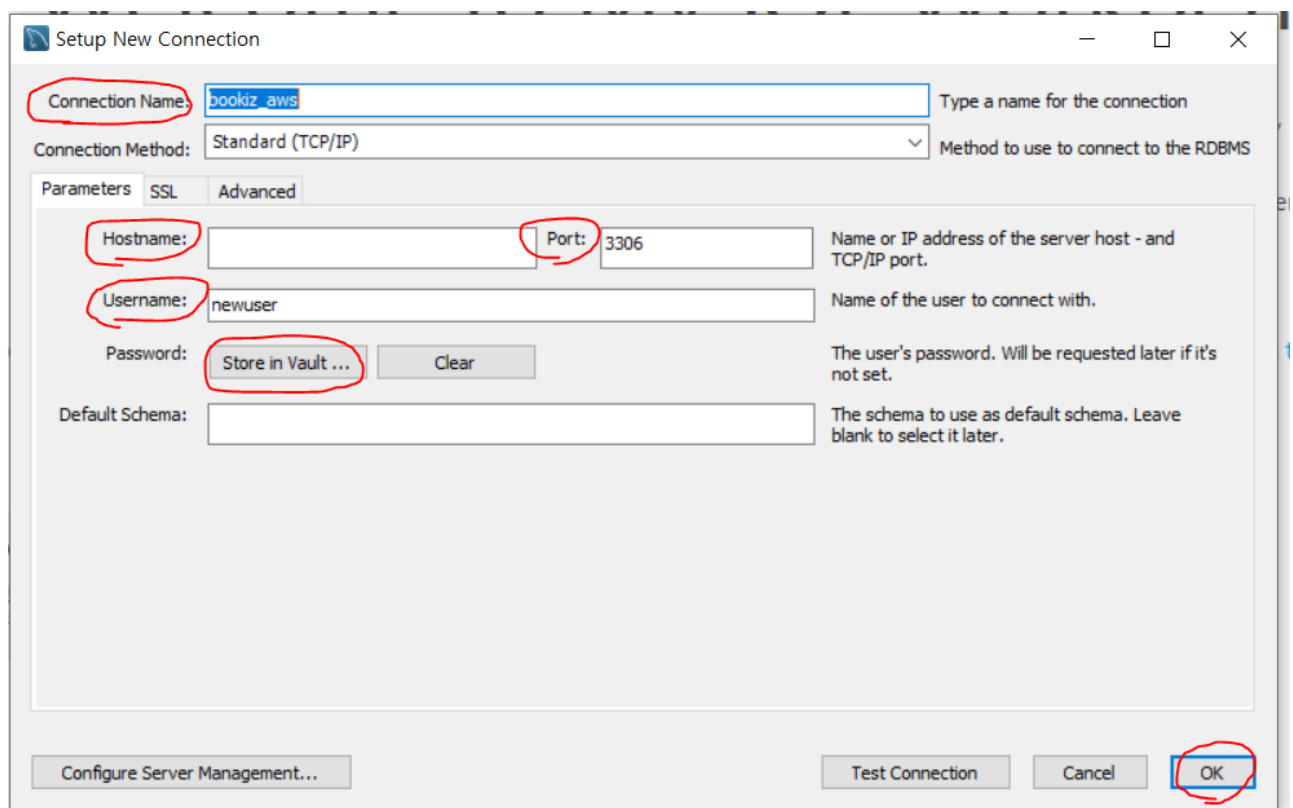 Setup New Connection
Connection Name: bookiz_aws Type a name for the connection
Connection Method: Standard (TCP/IP) Method to use to connect to the RDBMS
Parameters SSL Advanced
Hostname: Port: 3306 Name or IP address of the server host - and
TCP/IP port.
Username: newuser Name of the user to connect with.
Password: Store in Vault ... Clear The user's password. Will be requested later if it's
not set.
Default Schema: The schema to use as default schema. Leave
blank to select it later.
Configure Server Management... Test Connection Cancel OK